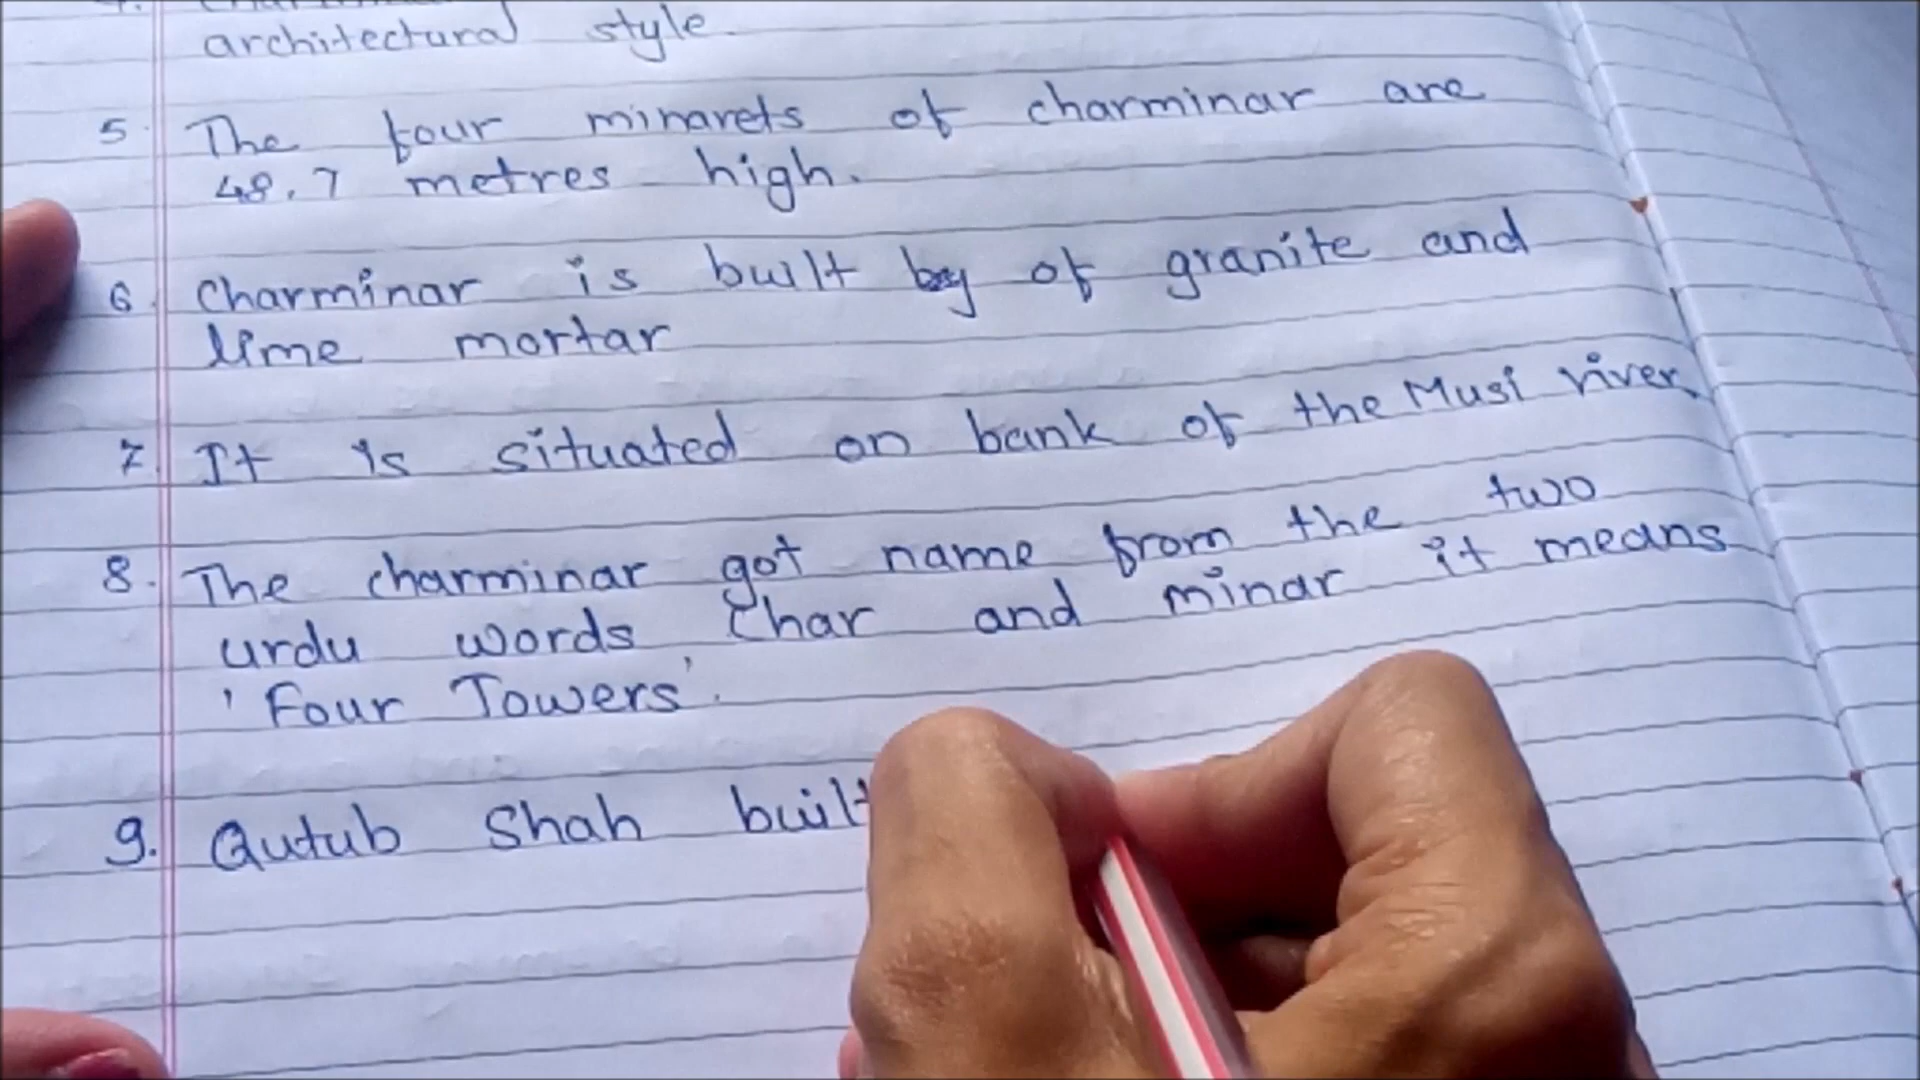 architectural style.
5. The four minarets of charminar are
48.7 metres high.
6. Charminar is built by of granite and
lime mortar
7. It is situated on bank of the Musi river
8. The charminar got name from the two
urdu words Char and minar it means
'Four Towers'.
9. Qutub Shah built